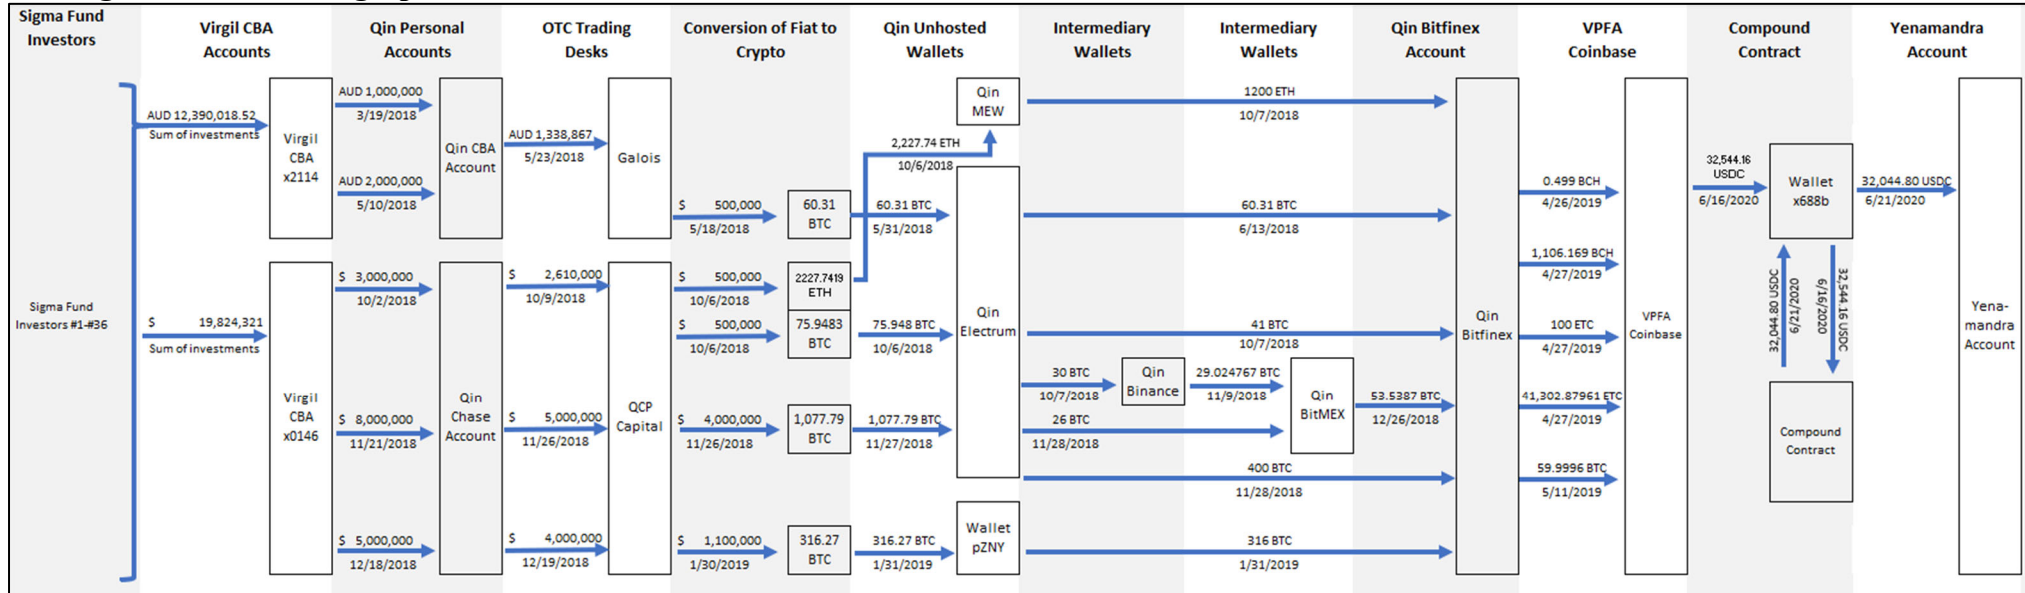 Sigma Fund
Investors
Virgil CBA
Accounts
Qin Personal
Accounts
OTC Trading
Desks
Conversion of Fiat to
Crypto
Qin Unhosted
Wallets
Intermediary
Wallets
Intermediary
Wallets
Qin Bitfinex
Account
VPFA
Coinbase
Compound
Contract
Yenamandra
Account
Sigma Fund
Investors #1-#36
AUD 12,390,018.52
Sum of investments
$ 19,824,321
Sum of investments
Virgil
CBA
x2114
Virgil
CBA
x0146
AUD 1,000,000
3/19/2018
AUD 2,000,000
5/10/2018
$ 3,000,000
10/2/2018
$ 8,000,000
11/21/2018
$ 5,000,000
12/18/2018
Qin CBA
Account
Qin
Chase
Account
AUD 1,338,867
5/23/2018
$ 2,610,000
10/9/2018
$ 5,000,000
11/26/2018
$ 4,000,000
12/19/2018
Galois
QCP
Capital
$ 500,000
5/18/2018
$ 500,000
10/6/2018
$ 500,000
10/6/2018
$ 4,000,000
11/26/2018
$ 1,100,000
1/30/2019
60.31
BTC
2227.7419
ETH
75.9483
BTC
1,077.79
BTC
316.27
BTC
2,227.74 ETH
10/6/2018
60.31 BTC
5/31/2018
75.948 BTC
10/6/2018
1,077.79 BTC
11/27/2018
316.27 BTC
1/31/2019
Qin
MEW
Qin
Electrum
Wallet
pZNY
1200 ETH
10/7/2018
60.31 BTC
6/13/2018
41 BTC
10/7/2018
30 BTC
10/7/2018
Qin
Binance
29.024767 BTC
11/9/2018
26 BTC
11/28/2018
Qin
BitMEX
53.5387 BTC
12/26/2018
400 BTC
11/28/2018
316 BTC
1/31/2019
Qin
Bitfinex
0.499 BCH
4/26/2019
1,106.169 BCH
4/27/2019
100 ETC
4/27/2019
41,302.87961 ETC
4/27/2019
59.9996 BTC
5/11/2019
VPFA
Coinbase
32,544.16
USDC
6/16/2020
Wallet
x688b
32,044.80 USDC
6/21/2020
32,544.16 USDC
6/16/2020
Compound
Contract
32,044.80 USDC
6/21/2020
Yena-
mandra
Account